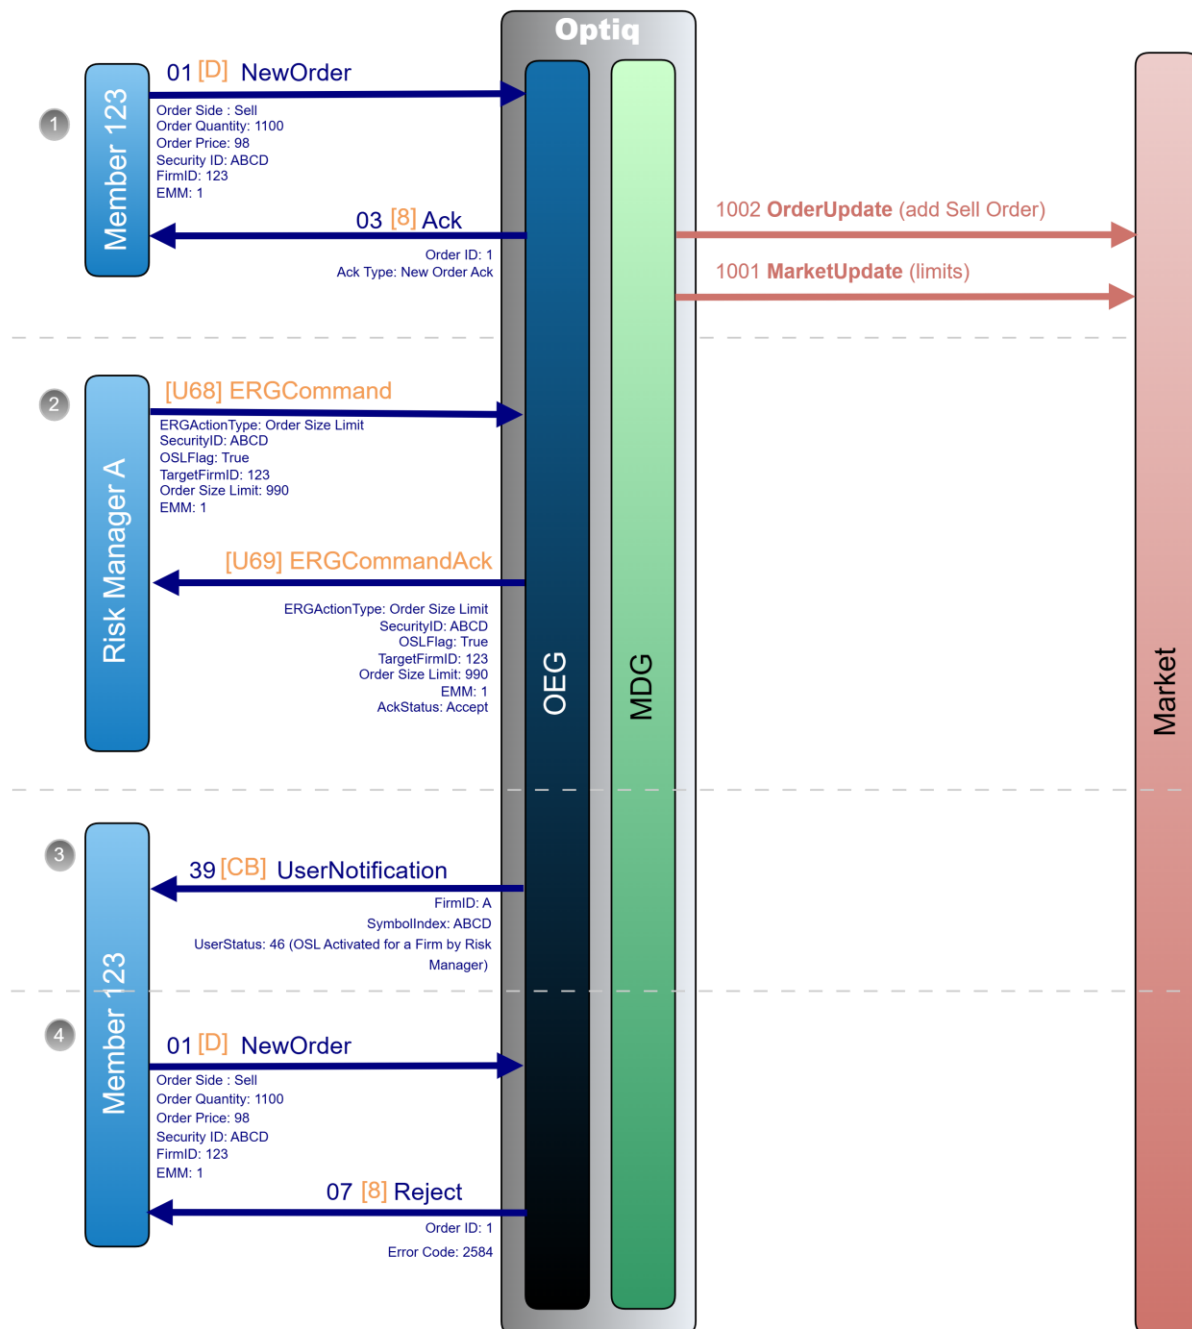 Optiq
01 [D] NewOrder
1
Member 123
Order Side : Sell
Order Quantity: 1100
Order Price: 98
Security ID: ABCD
FirmID: 123
EMM: 1
03 [8] Ack
Order ID: 1
Ack Type: New Order Ack
1002 OrderUpdate (add Sell Order)
1001 MarketUpdate (limits)
2
Risk Manager A
[U68] ERGCommand
ERGActionType: Order Size Limit
SecurityID: ABCD
OSLFlag: True
TargetFirmID: 123
Order Size Limit: 990
EMM: 1
[U69] ERGCommandAck
ERGActionType: Order Size Limit
SecurityID: ABCD
OSLFlag: True
TargetFirmID: 123
Order Size Limit: 990
EMM: 1
AckStatus: Accept
OEG
MDG
Market
3
Member 123
39 [CB] UserNotification
FirmID: A
SymbolIndex: ABCD
UserStatus: 46 (OSL Activated for a Firm by Risk
Manager)
4
01 [D] NewOrder
Order Side : Sell
Order Quantity: 1100
Order Price: 98
Security ID: ABCD
FirmID: 123
EMM: 1
07 [8] Reject
Order ID: 1
Error Code: 2584